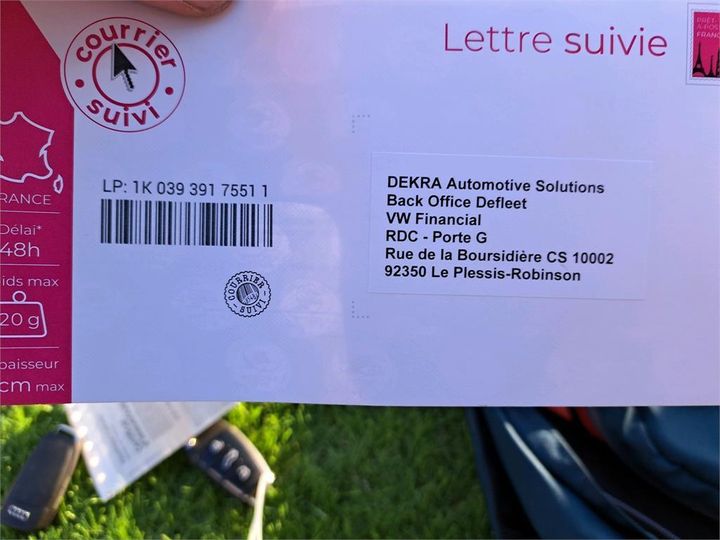 courrier
suivi
Lettre suivie
PRÊT
FRANC
RANCE
Délai*
48h
ids max
20 g
paisseur
cm max
LP: 1K 039 391 7551 1
COURRIER
SUIVI
DEKRA Automotive Solutions
Back Office Defleet
VW Financial
RDC - Porte G
Rue de la Boursidière CS 10002
92350 Le Plessis-Robinson